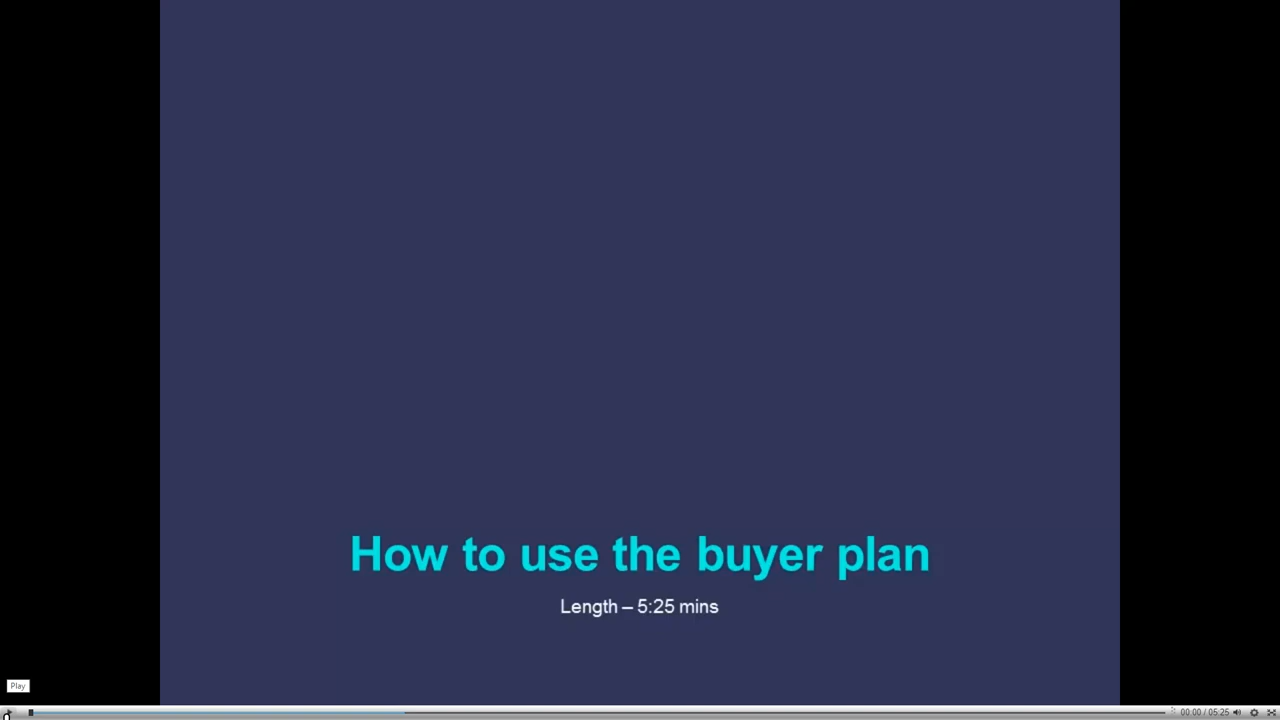 How to use the buyer plan
Length – 5:25 mins
Play
00:00 / 05:25